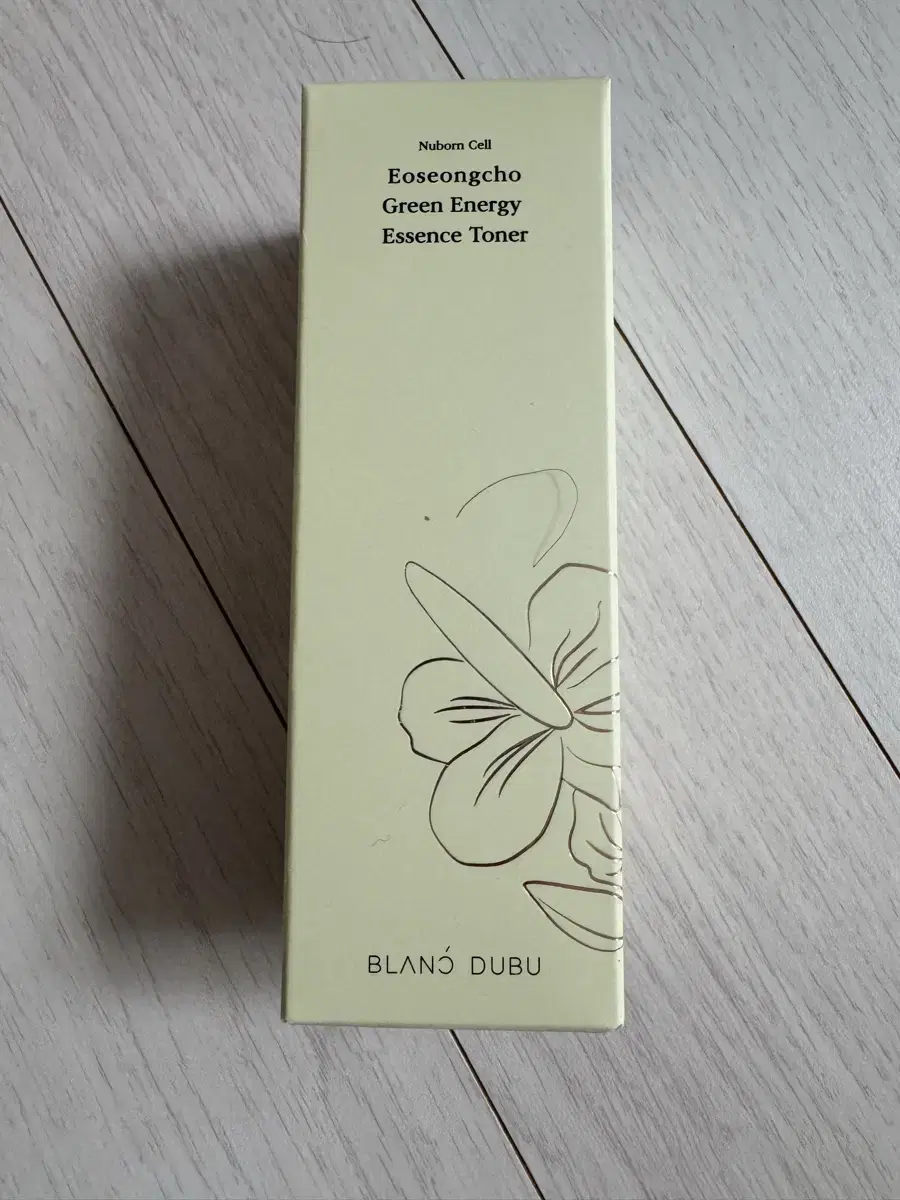 Nuborn Cell
Eoseongcho
Green Energy
Essence Toner
BLANÓ DUBU